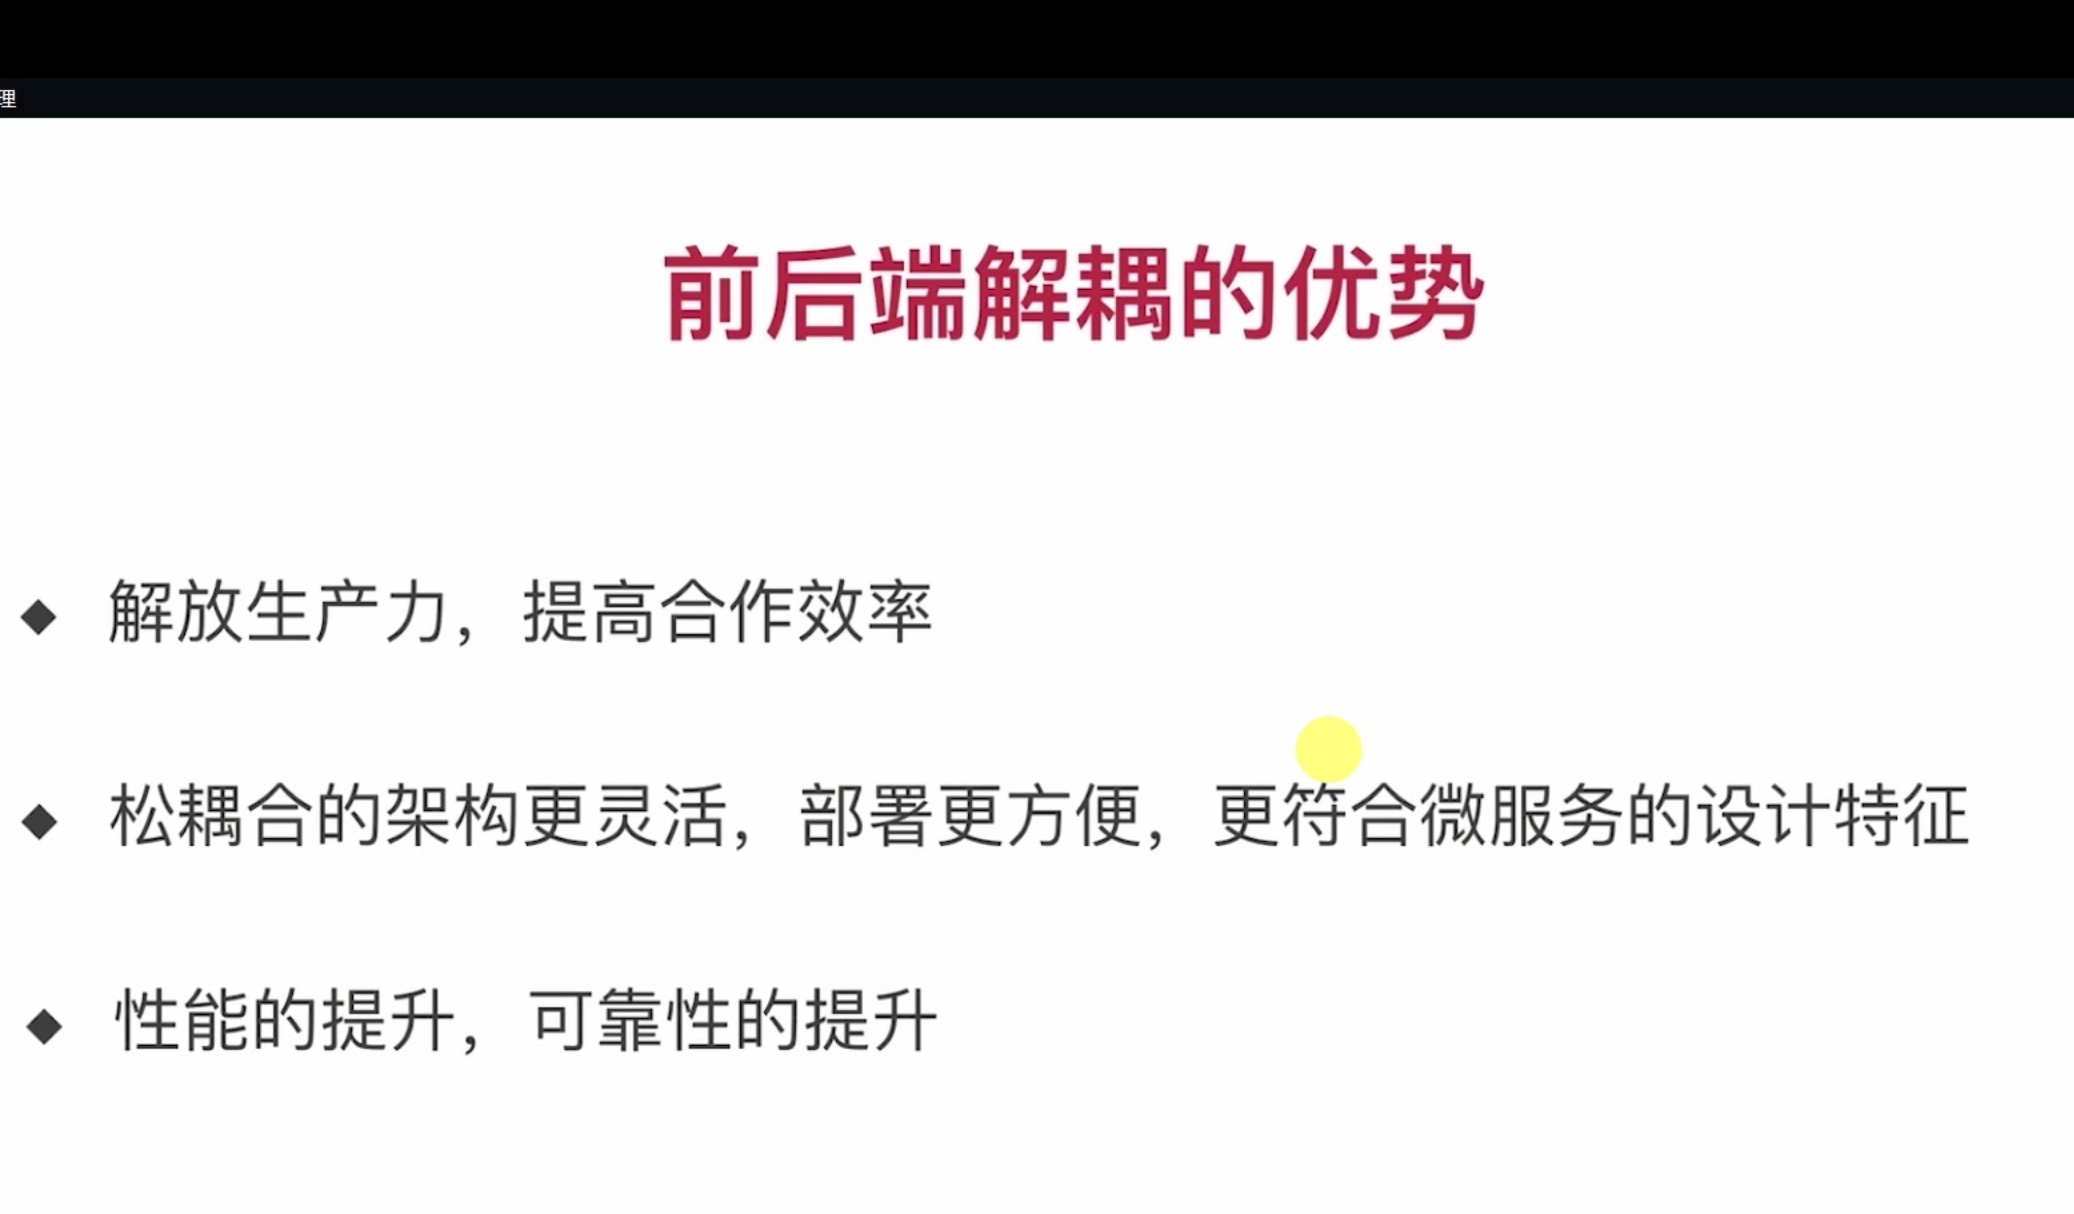 理
前后端解耦的优势
◆ 解放生产力，提高合作效率
◆ 松耦合的架构更灵活，部署更方便，更符合微服务的设计特征
◆ 性能的提升，可靠性的提升